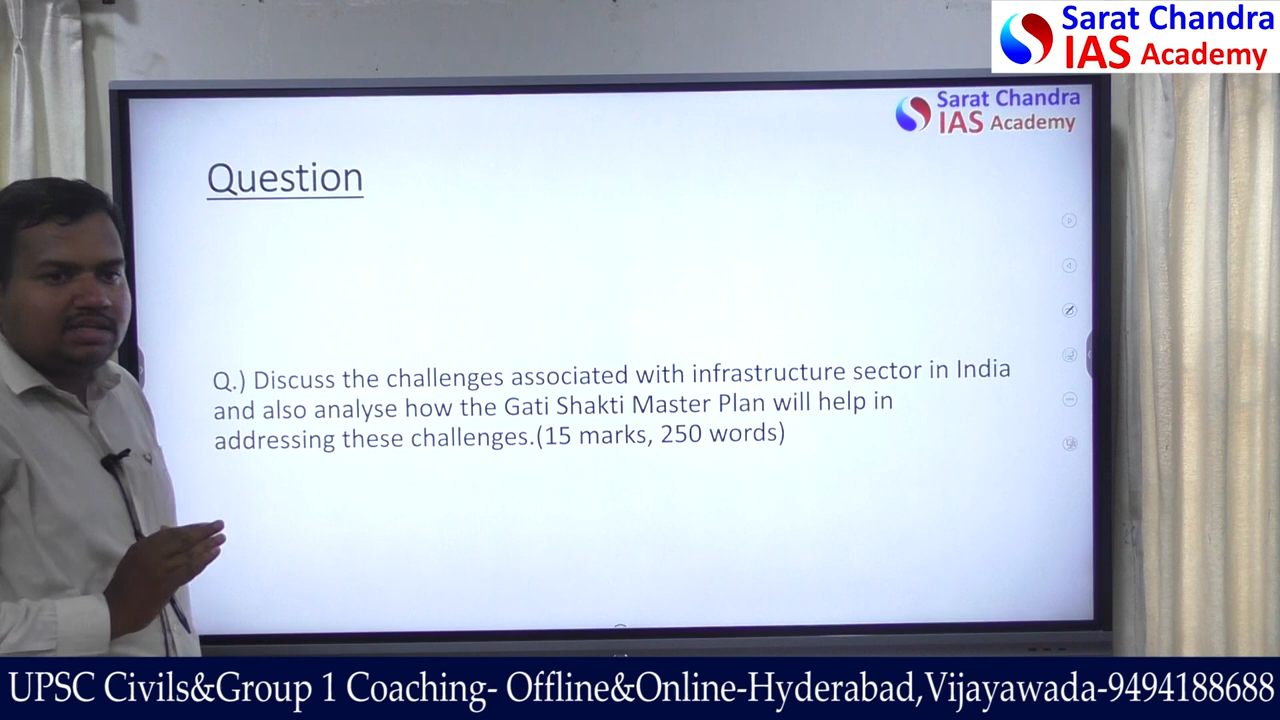 Sarat Chandra
IAS Academy
Sarat Chandra
IAS Academy
Question
Q.) Discuss the challenges associated with infrastructure sector in India
and also analyse how the Gati Shakti Master Plan will help in
addressing these challenges.(15 marks, 250 words)
UPSC Civils&Group 1 Coaching- Offline&Online-Hyderabad,Vijayawada-9494188688